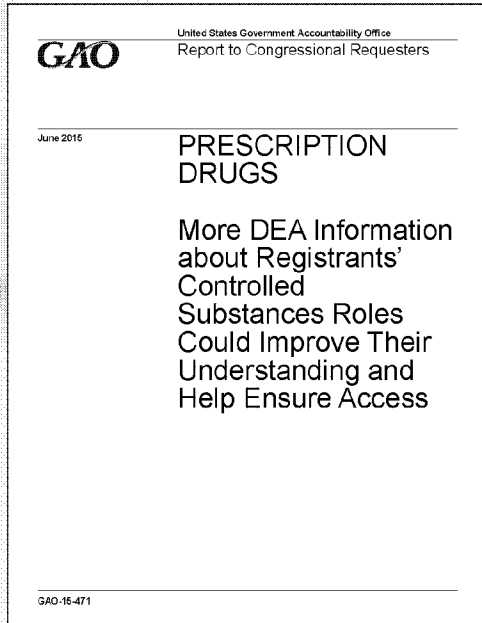 United States Government Accountability Office
GAO
Report to Congressional Requesters
June 2015
PRESCRIPTION
DRUGS
More DEA Information
about Registrants'
Controlled
Substances Roles
Could Improve Their
Understanding and
Help Ensure Access
GAO-15-471